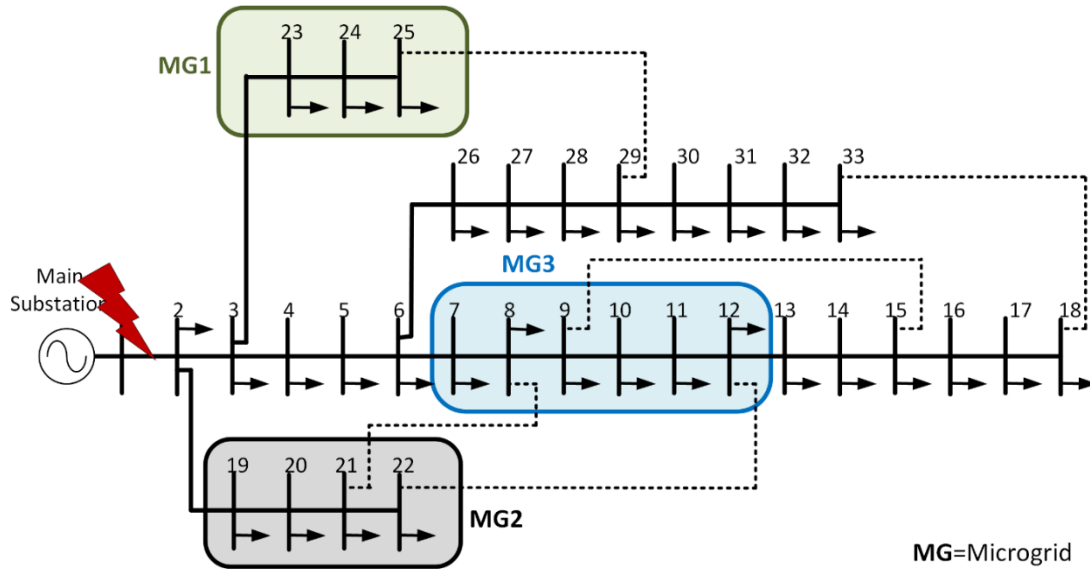 23 24 25
MG1
26 27 28 29 30 31 32 33
MG3
Main
Substation
2 3 4 5 6 7 8 9 10 11 12 13 14 15 16 17 18
19 20 21 22
MG2
MG=Microgrid